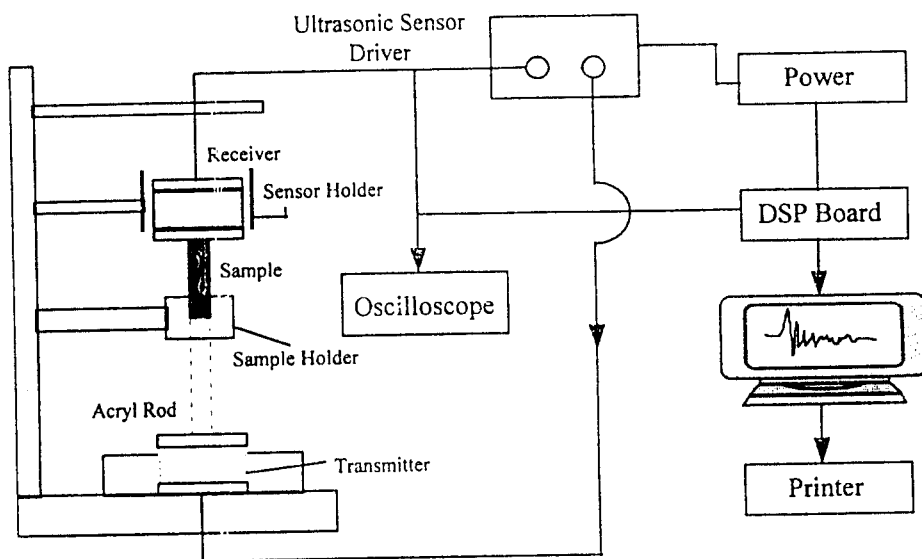 Ultrasonic Sensor
Driver
Power
Receiver
Sensor Holder
DSP Board
Sample
Oscilloscope
Sample Holder
Acryl Rod
Transmitter
Printer